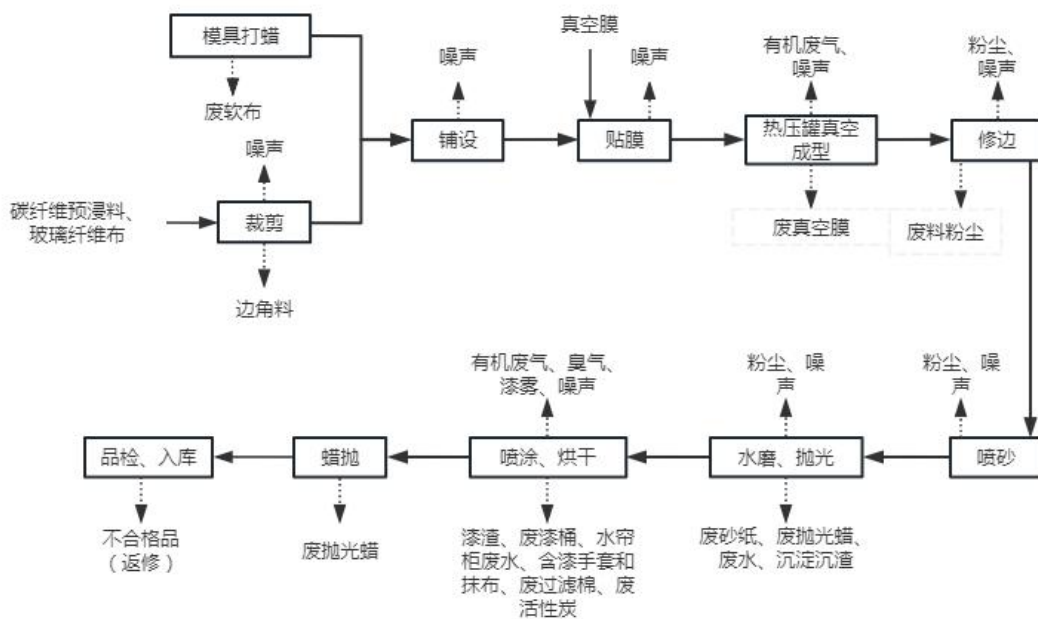 模具打蜡
废软布
噪声
碳纤维预浸料、
玻璃纤维布
裁剪
边角料
噪声
铺设
真空膜
噪声
贴膜
有机废气、
噪声
热压罐真空
成型
废真空膜
粉尘、
噪声
修边
废料粉尘
粉尘、噪
声
喷砂
粉尘、噪
声
水磨、抛光
废砂纸、废抛光蜡、
废水、沉淀沉渣
有机废气、臭气、
漆雾、噪声
喷涂、烘干
漆渣、废漆桶、水帘
柜废水、含漆手套和
抹布、废过滤棉、废
活性炭
蜡抛
废抛光蜡
品检、入库
不合格品
（返修）